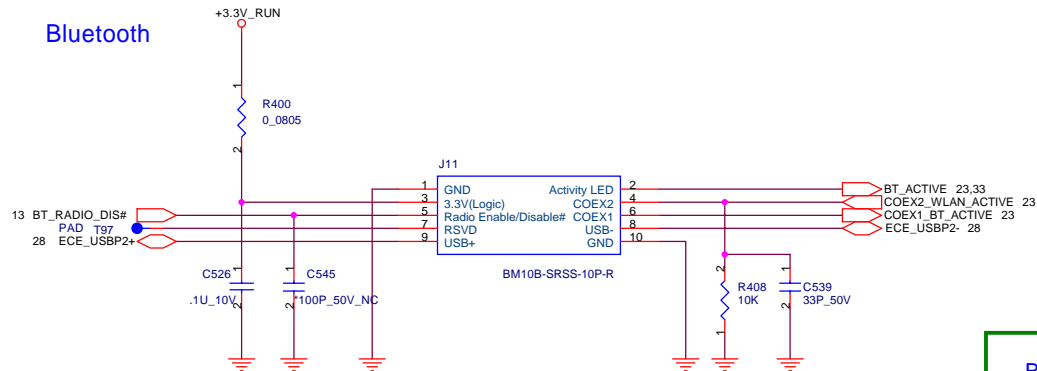 +3.3V_RUN
Bluetooth
1
R400
0_0805
2
J11
1 GND Activity LED 2 BT_ACTIVE 23,33
3 3.3V(Logic) COEX2 4 COEX2_WLAN_ACTIVE 23
13 BT_RADIO_DIS# 5 Radio Enable/Disable# COEX1 6 COEX1_BT_ACTIVE 23
PAD T97 7 RSVD USB- 8 ECE_USBP2- 28
28 ECE_USBP2+ 9 USB+ GND 10
BM10B-SRSS-10P-R
C526 1
.1U_10V 2
1 C545
2 *100P_50V_NC
2 R408
10K
1
1 C539
33P_50V
2